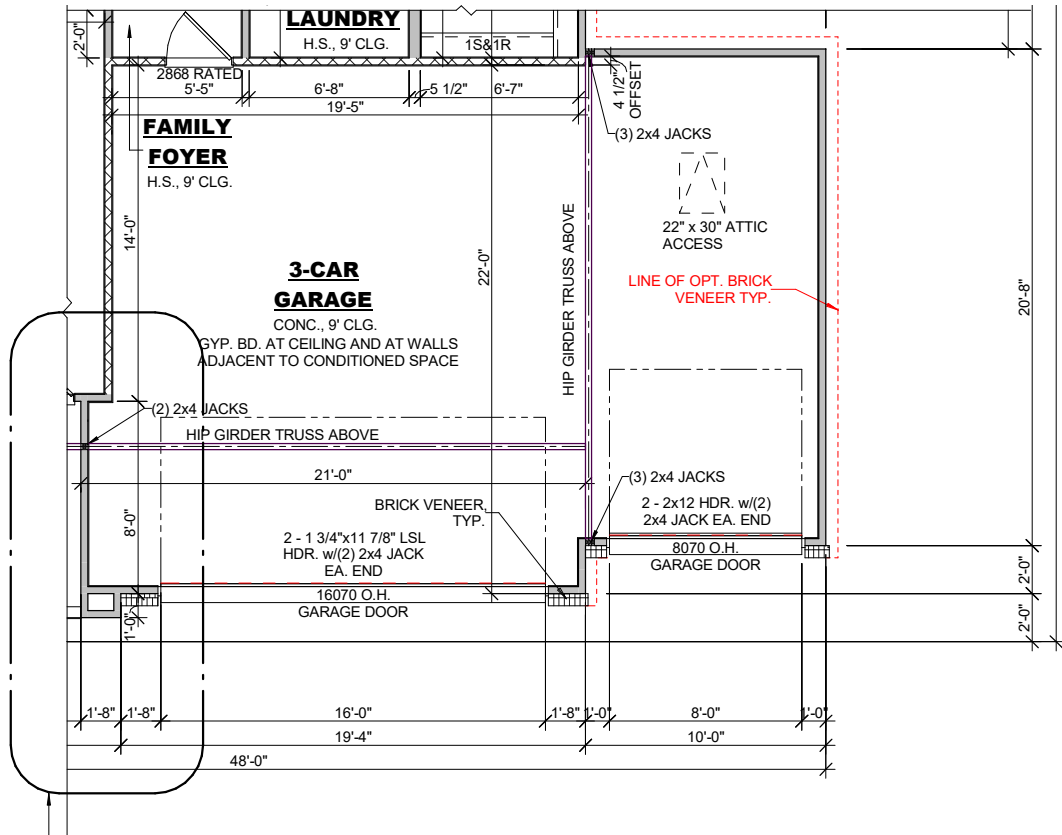 LAUNDRY
H.S., 9' CLG.
1S&1R
2'-0"
2868 RATED
5'-5"
6'-8"
5 1/2"
6'-7"
19'-5"
4 1/2"
OFFSET
(3) 2x4 JACKS
FAMILY
FOYER
H.S., 9' CLG.
22" x 30" ATTIC
ACCESS
14'-0"
22'-0"
HIP GIRDER TRUSS ABOVE
3-CAR
GARAGE
CONC., 9' CLG.
GYP. BD. AT CEILING AND AT WALLS
ADJACENT TO CONDITIONED SPACE
LINE OF OPT. BRICK
VENEER TYP.
20'-8"
(2) 2x4 JACKS
HIP GIRDER TRUSS ABOVE
21'-0"
(3) 2x4 JACKS
BRICK VENEER,
TYP.
2 - 2x12 HDR. w/(2)
2x4 JACK EA. END
8'-0"
2 - 1 3/4"x11 7/8" LSL
HDR. w/(2) 2x4 JACK
EA. END
8070 O.H.
GARAGE DOOR
16070 O.H.
GARAGE DOOR
2'-0"
2'-0"
1'-0"
1'-8"
1'-8"
16'-0"
1'-8"
1'-0"
8'-0"
1'-0"
19'-4"
10'-0"
48'-0"